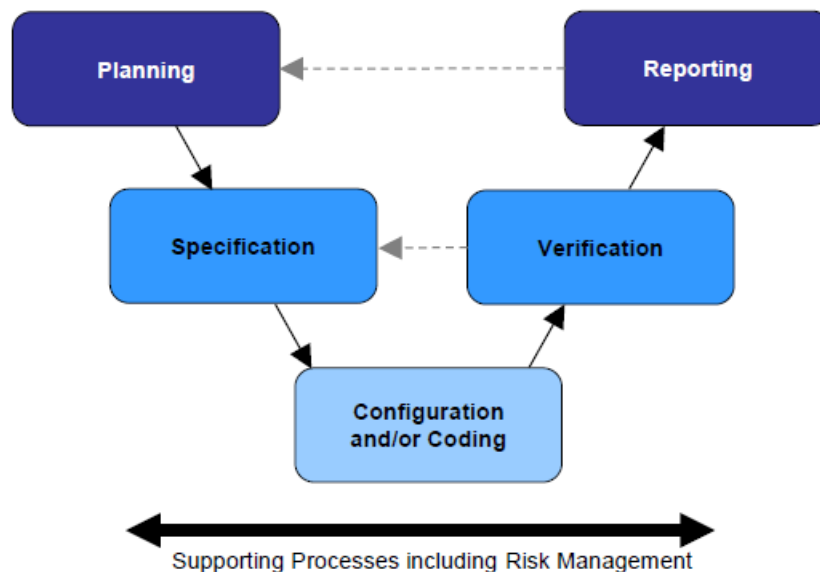 Planning
Reporting
Specification
Verification
Configuration
and/or Coding
Supporting Processes including Risk Management